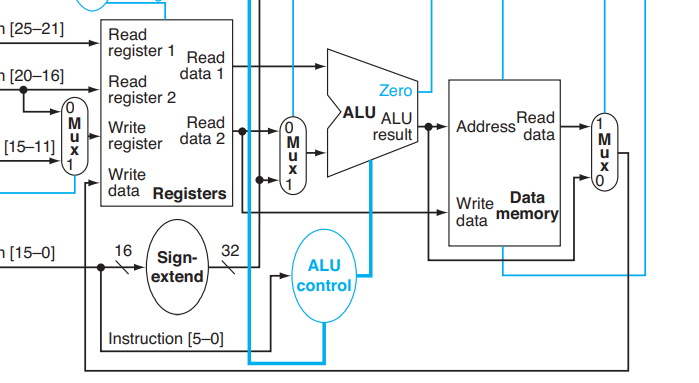 n [25–21]
Read
register 1
Read
data 1
n [20–16]
Read
register 2
0
M
u
x
1
Write
register
Read
data 2
n [15–11]
Write
data
Registers
0
M
u
x
1
Zero
ALU
ALU
result
Address
Read
data
Write
data
Data
memory
1
M
u
x
0
n [15–0]
16
Sign-
extend
32
ALU
control
Instruction [5–0]